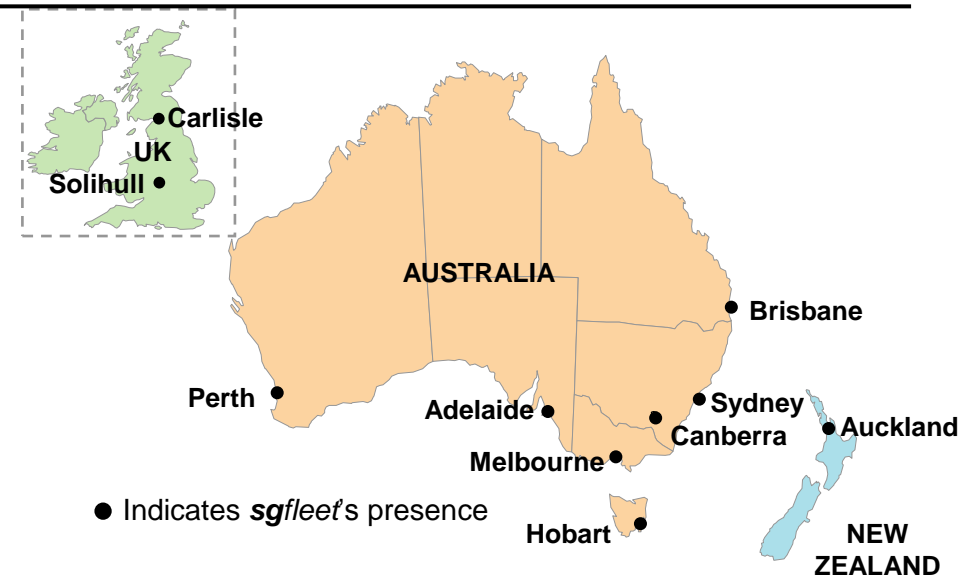 Carlisle
UK
Solihull
AUSTRALIA
Brisbane
Perth
Adelaide
Sydney
Canberra
Auckland
Melbourne
Indicates sgfleet's presence
Hobart
NEW
ZEALAND